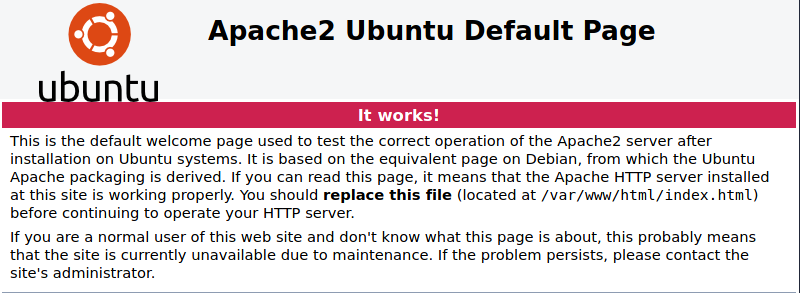 Apache2 Ubuntu Default Page
ubuntu
It works!
This is the default welcome page used to test the correct operation of the Apache2 server after
installation on Ubuntu systems. It is based on the equivalent page on Debian, from which the Ubuntu
Apache packaging is derived. If you can read this page, it means that the Apache HTTP server installed
at this site is working properly. You should replace this file (located at /var/www/html/index.html)
before continuing to operate your HTTP server.
If you are a normal user of this web site and don't know what this page is about, this probably means
that the site is currently unavailable due to maintenance. If the problem persists, please contact the
site's administrator.